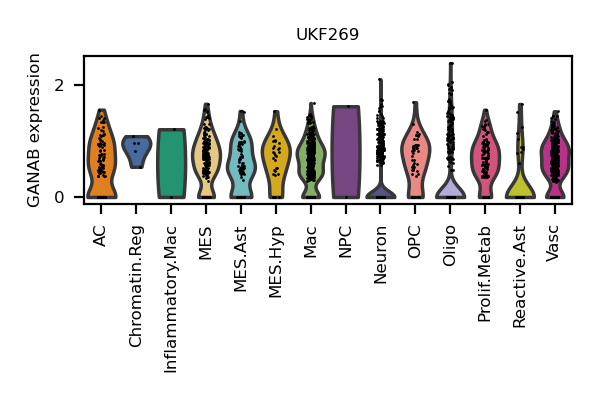 UKF269
GANAB expression
2
0
AC
Chromatin.Reg
Inflammatory.Mac
MES
MES.Ast
MES.Hyp
Mac
NPC
Neuron
OPC
Oligo
Prolif.Metab
Reactive.Ast
Vasc